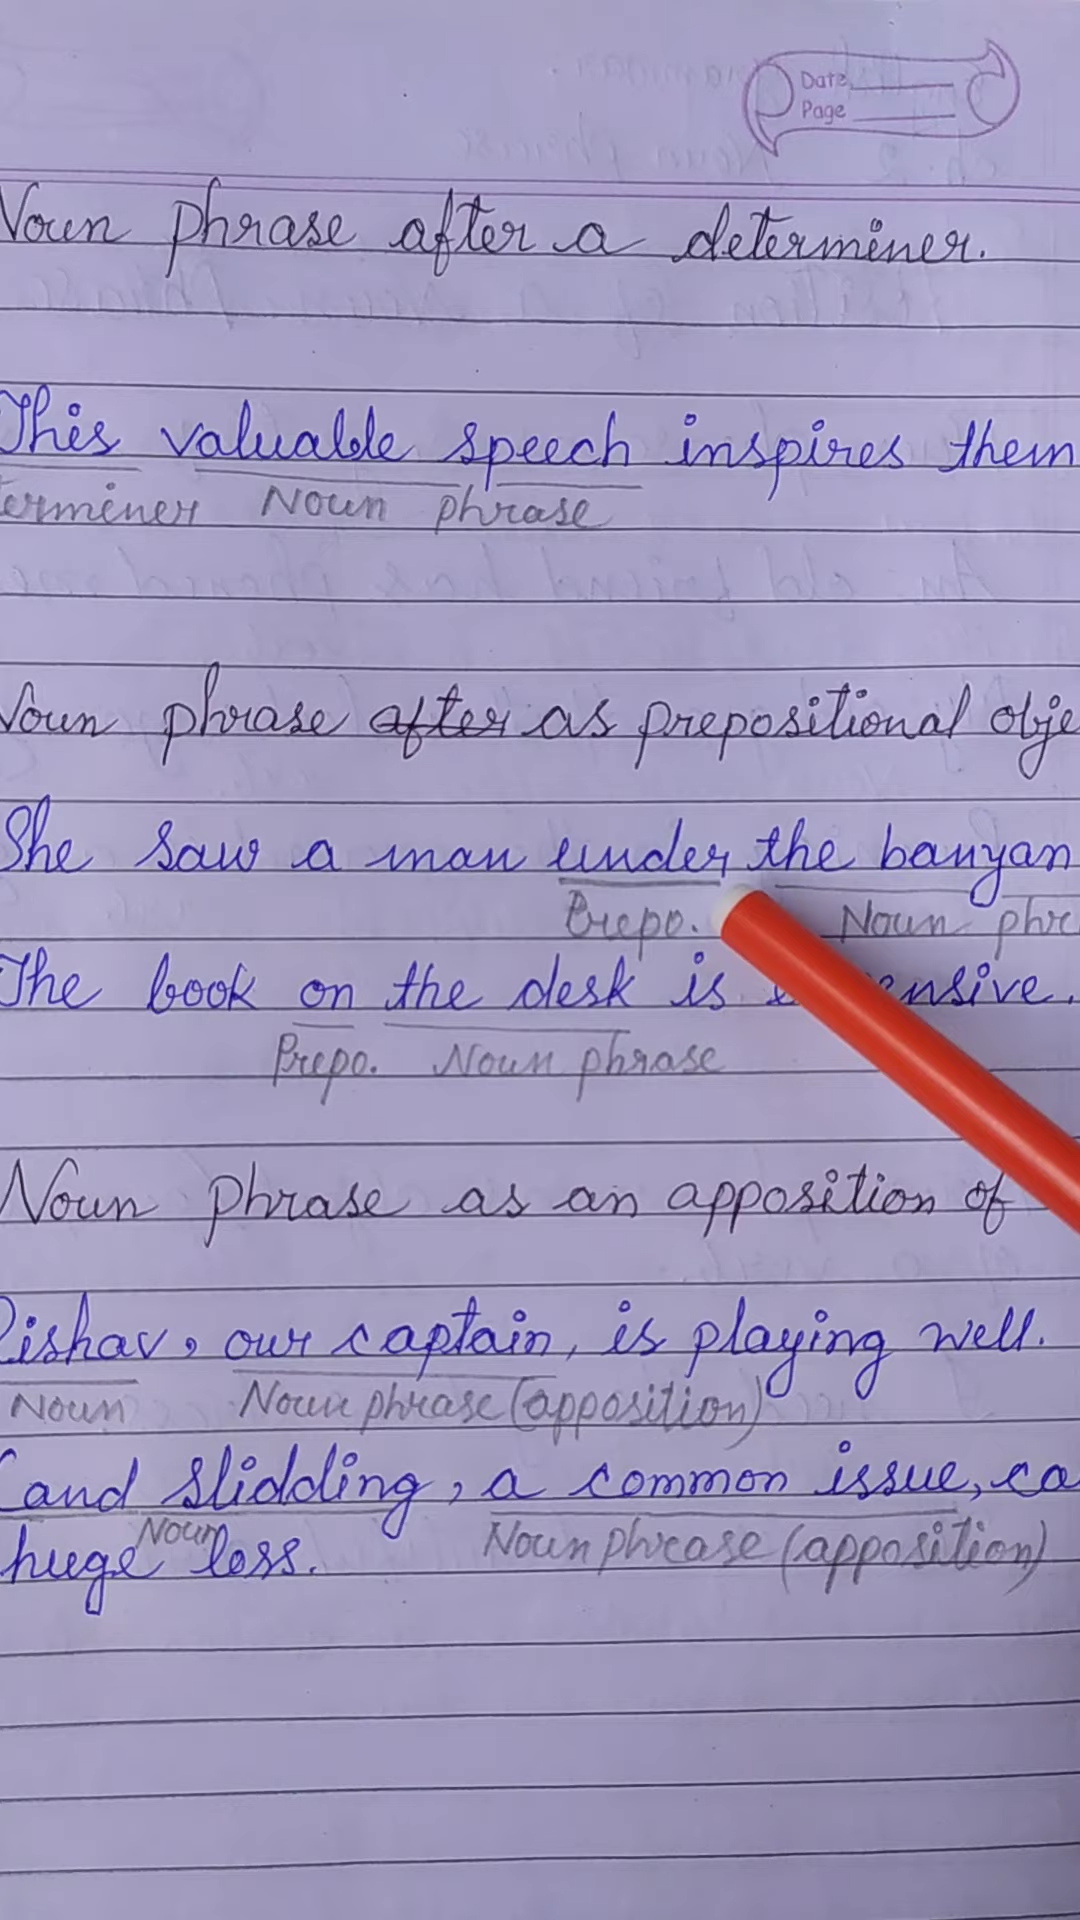 Date
Page
Noun phrase after a determiner.
This valuable speech inspires them
erminer Noun phrase
Noun phrase after as prepositional obje
She saw a man under the banyan
Prepo. Noun phr
The book on the desk is ensive.
Prepo. Noun phrase
Noun phrase as an apposition of
Rishav, our captain, is playing well.
Noun Noun phrase (apposition)
Land slidding, a common issue, ca
Noun Noun phrase (apposition)
huge loss.